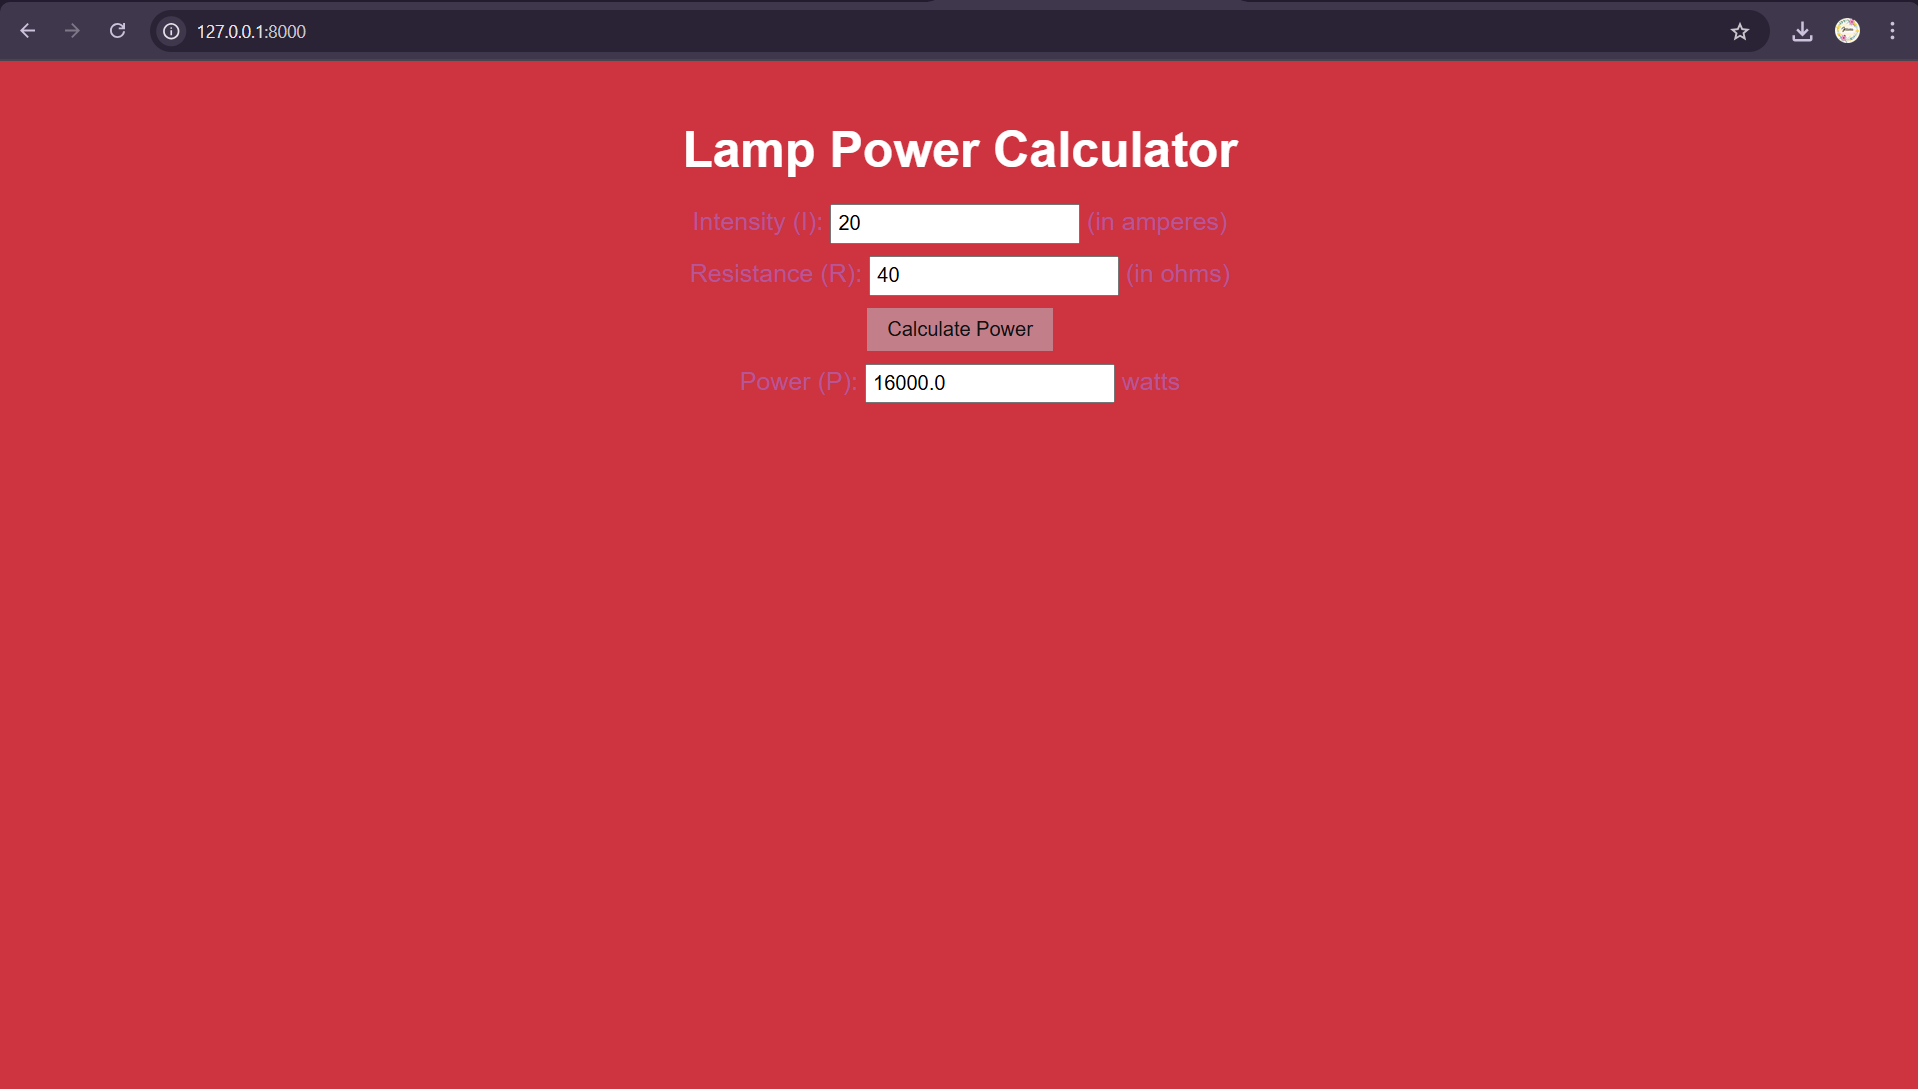 127.0.0.1:8000
Lamp Power Calculator
Intensity (I): 20 (in amperes)
Resistance (R): 40 (in ohms)
Calculate Power
Power (P): 16000.0 watts